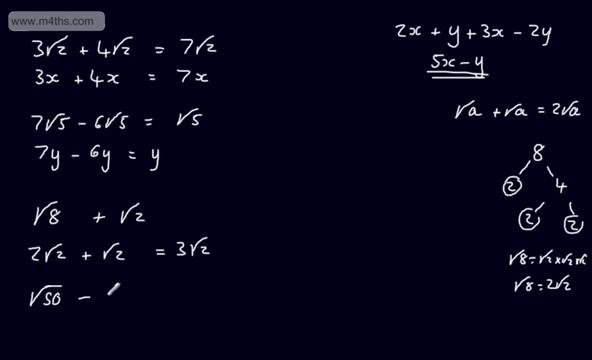 www.m4ths.com
3√2 + 4√2 = 7√2
3x + 4x = 7x
7√5 - 6√5 = √5
7y - 6y = y
√8 + √2
2√2 + √2 = 3√2
√50 -
2x + y + 3x - 2y
5x - y
√a + √a = 2√a
8
2 4
2 2
√8 = √2 x √2 x √2
√8 = 2√2